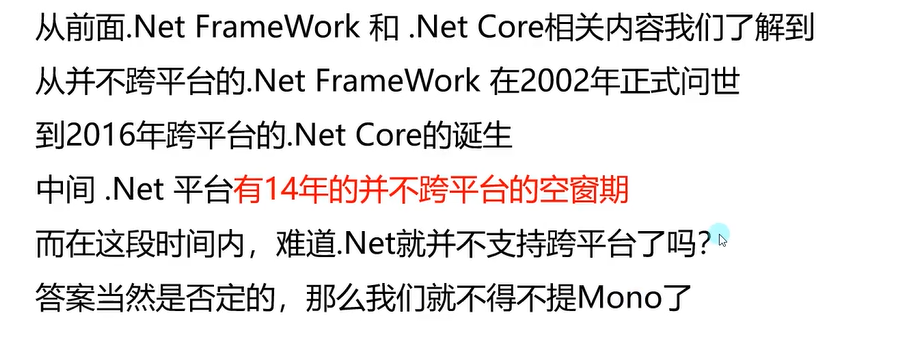 从前面.Net FrameWork 和 .Net Core相关内容我们了解到
从并不跨平台的.Net FrameWork 在2002年正式问世
到2016年跨平台的.Net Core的诞生
中间 .Net 平台有14年的并不跨平台的空窗期
而在这段时间内，难道.Net就并不支持跨平台了吗？
答案当然是否定的，那么我们就不得不提Mono了